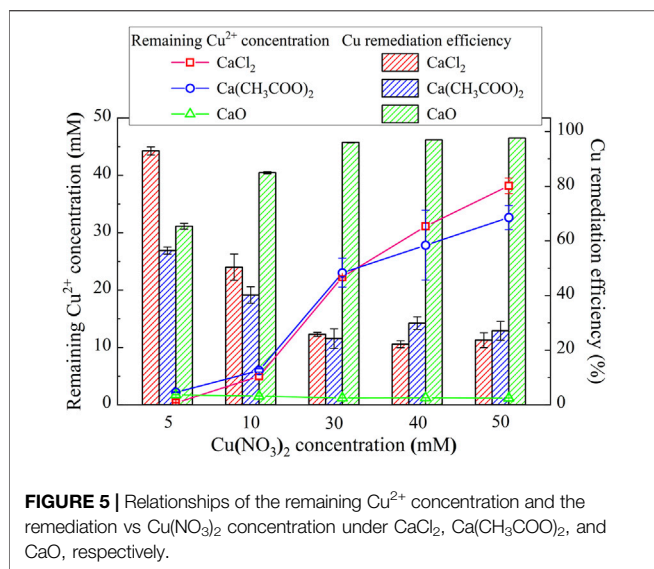 Remaining Cu²⁺ concentration Cu remediation efficiency
CaCl₂ CaCl₂
Ca(CH₃COO)₂ Ca(CH₃COO)₂
CaO CaO
Remaining Cu²⁺ concentration (mM)
50
40
30
20
10
0
100
80
60
40
20
0
Cu remediation efficiency (%)
5 10 30 40 50
Cu(NO₃)₂ concentration (mM)
FIGURE 5 | Relationships of the remaining Cu²⁺ concentration and the
remediation vs Cu(NO₃)₂ concentration under CaCl₂, Ca(CH₃COO)₂, and
CaO, respectively.